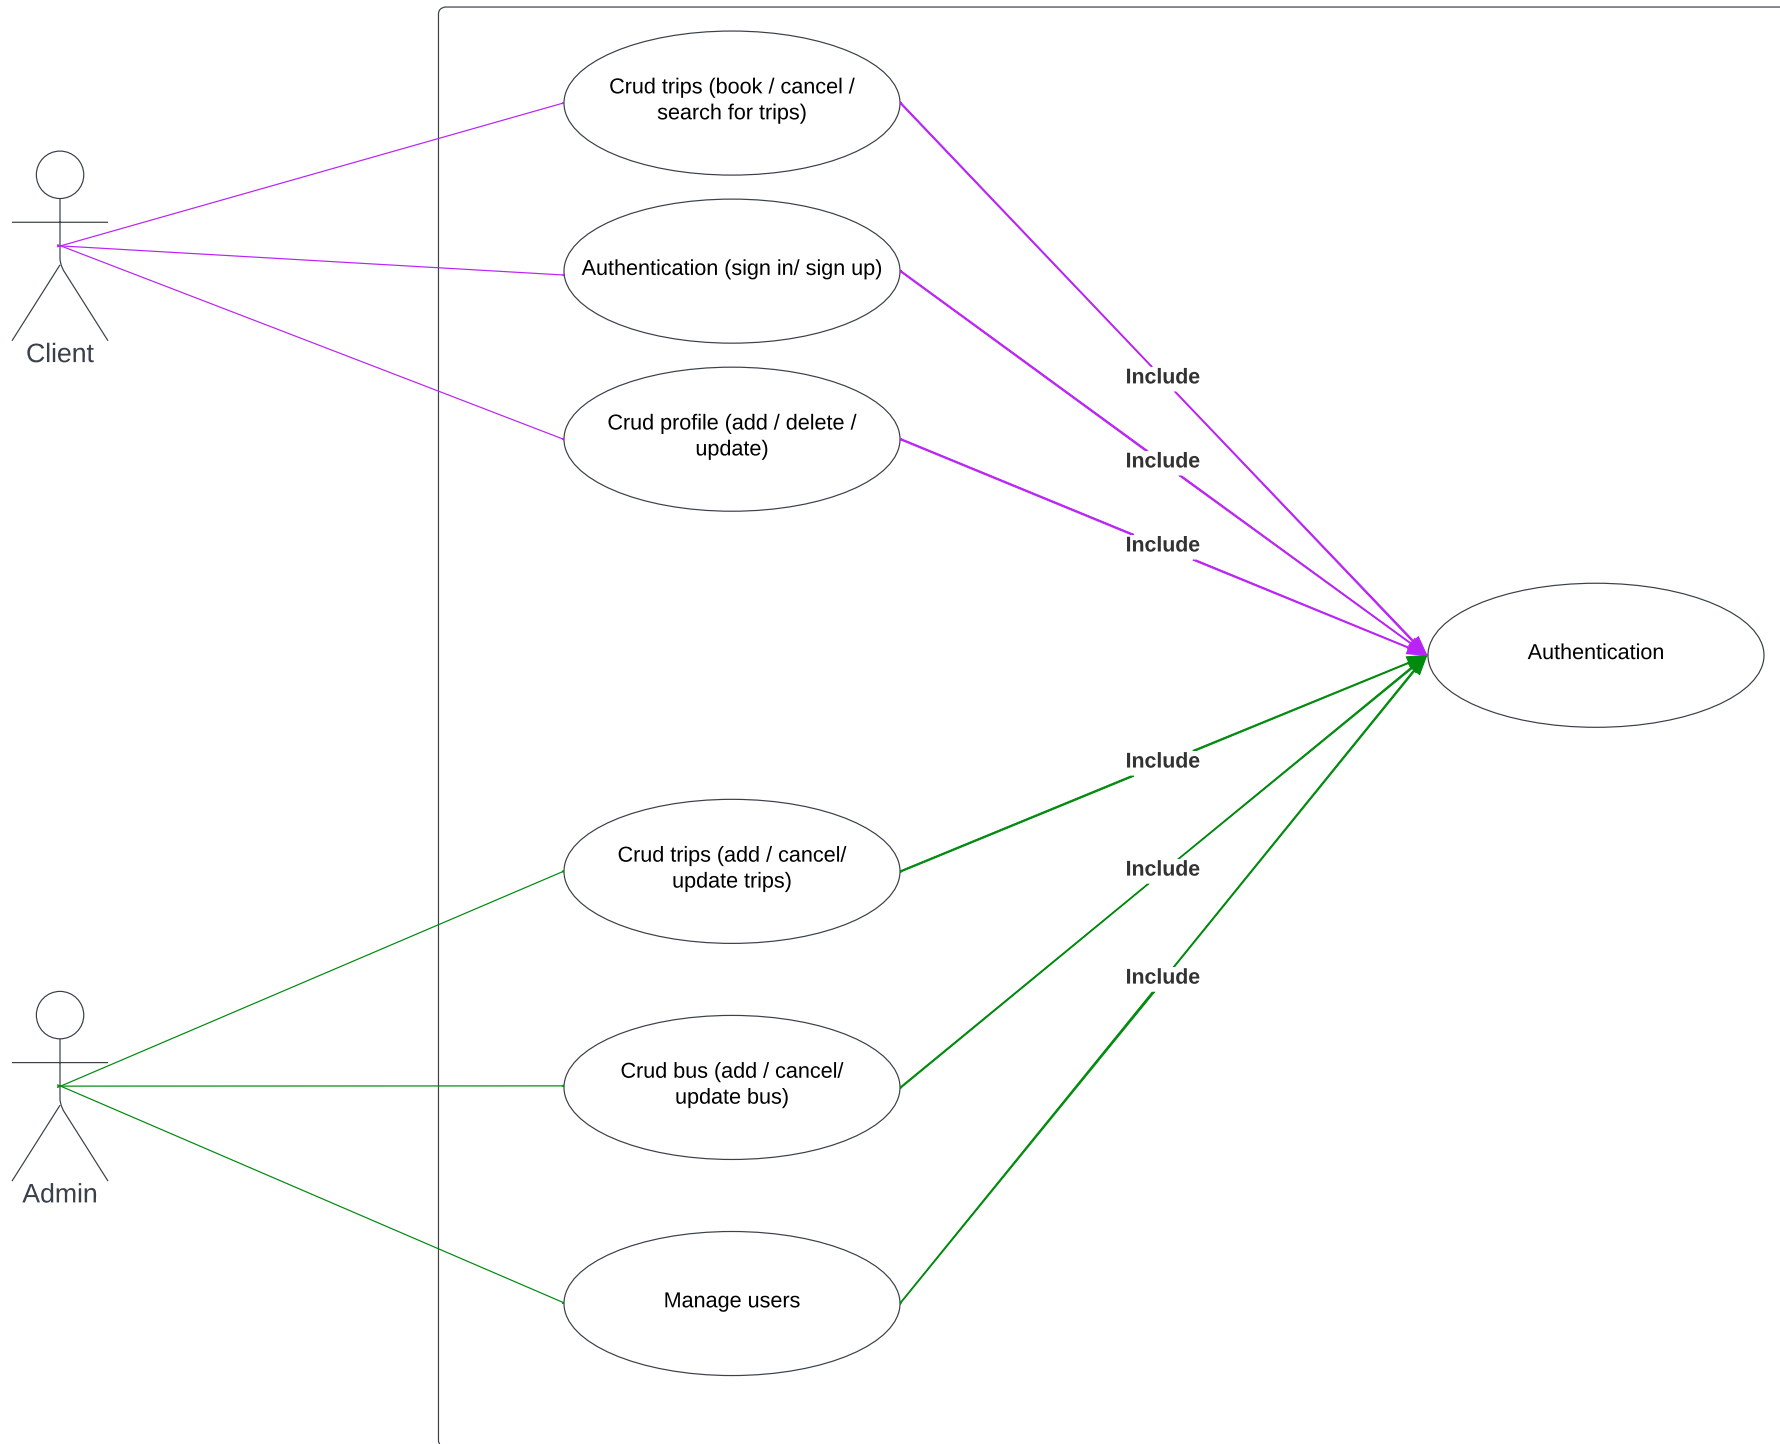 Crud trips (book / cancel /
search for trips)
Authentication (sign in/ sign up)
Client
Include
Crud profile (add / delete /
update)
Include
Include
Authentication
Include
Crud trips (add / cancel/
update trips)
Include
Include
Crud bus (add / cancel/
update bus)
Admin
Manage users